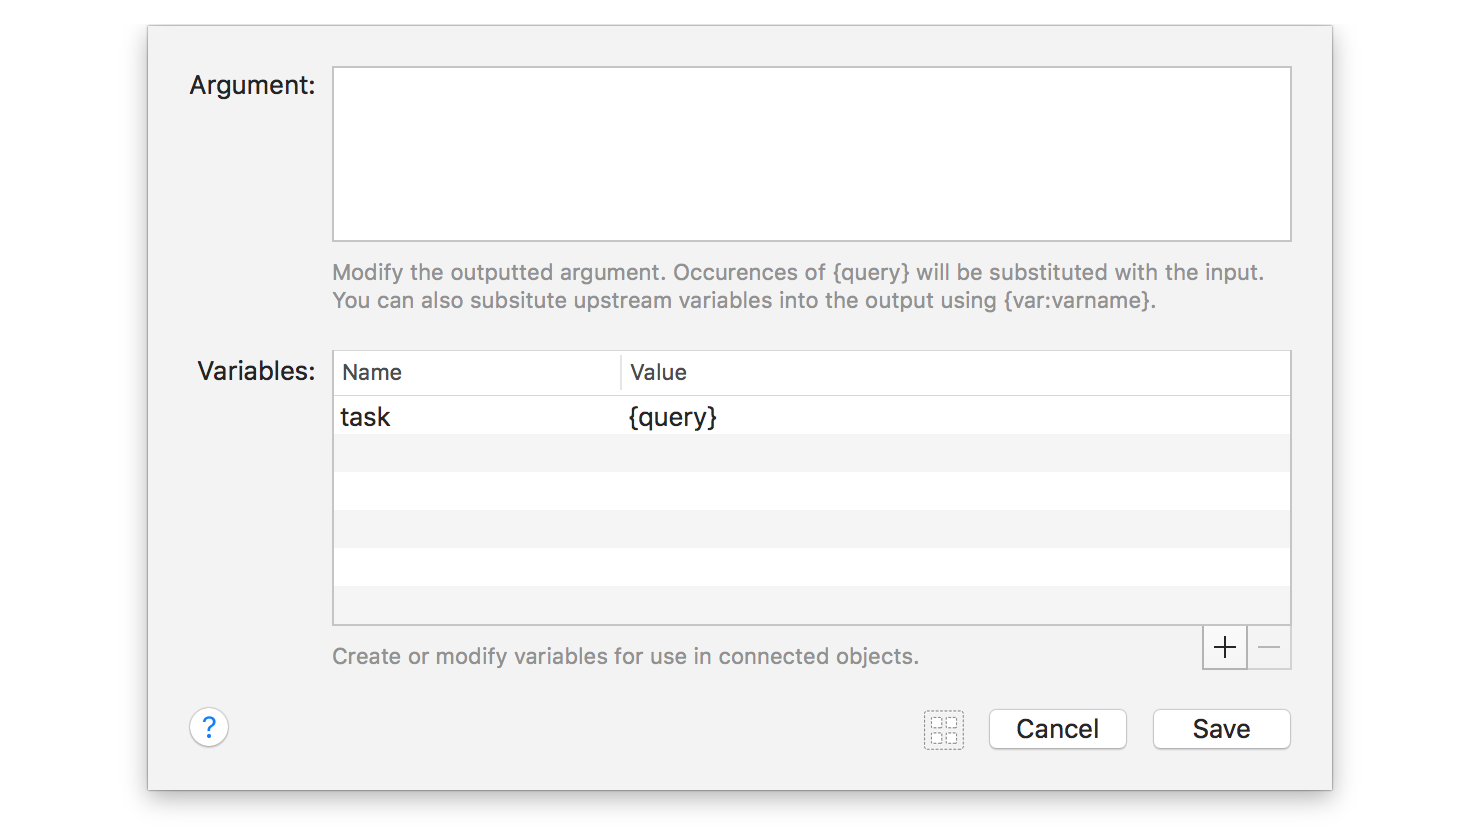 Argument:
Modify the outputted argument. Occurences of {query} will be substituted with the input.
You can also subsitute upstream variables into the output using {var:varname}.
Variables:
Name Value
task {query}
Create or modify variables for use in connected objects.
+ −
? Cancel Save